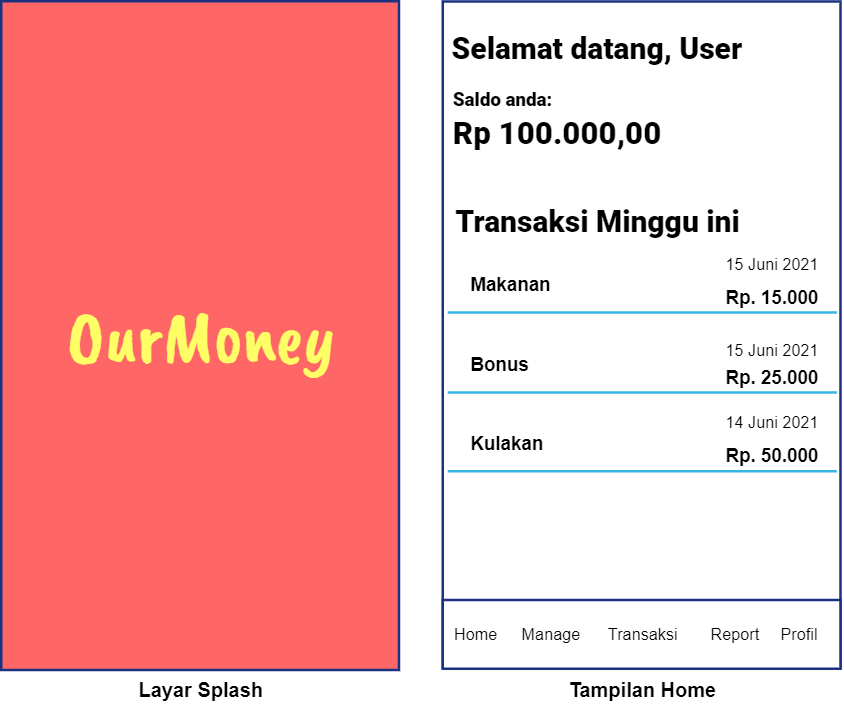 OurMoney
Layar Splash
Selamat datang, User
Saldo anda:
Rp 100.000,00
Transaksi Minggu ini
15 Juni 2021
Makanan
Rp. 15.000
15 Juni 2021
Bonus
Rp. 25.000
14 Juni 2021
Kulakan
Rp. 50.000
Home Manage Transaksi Report Profil
Tampilan Home